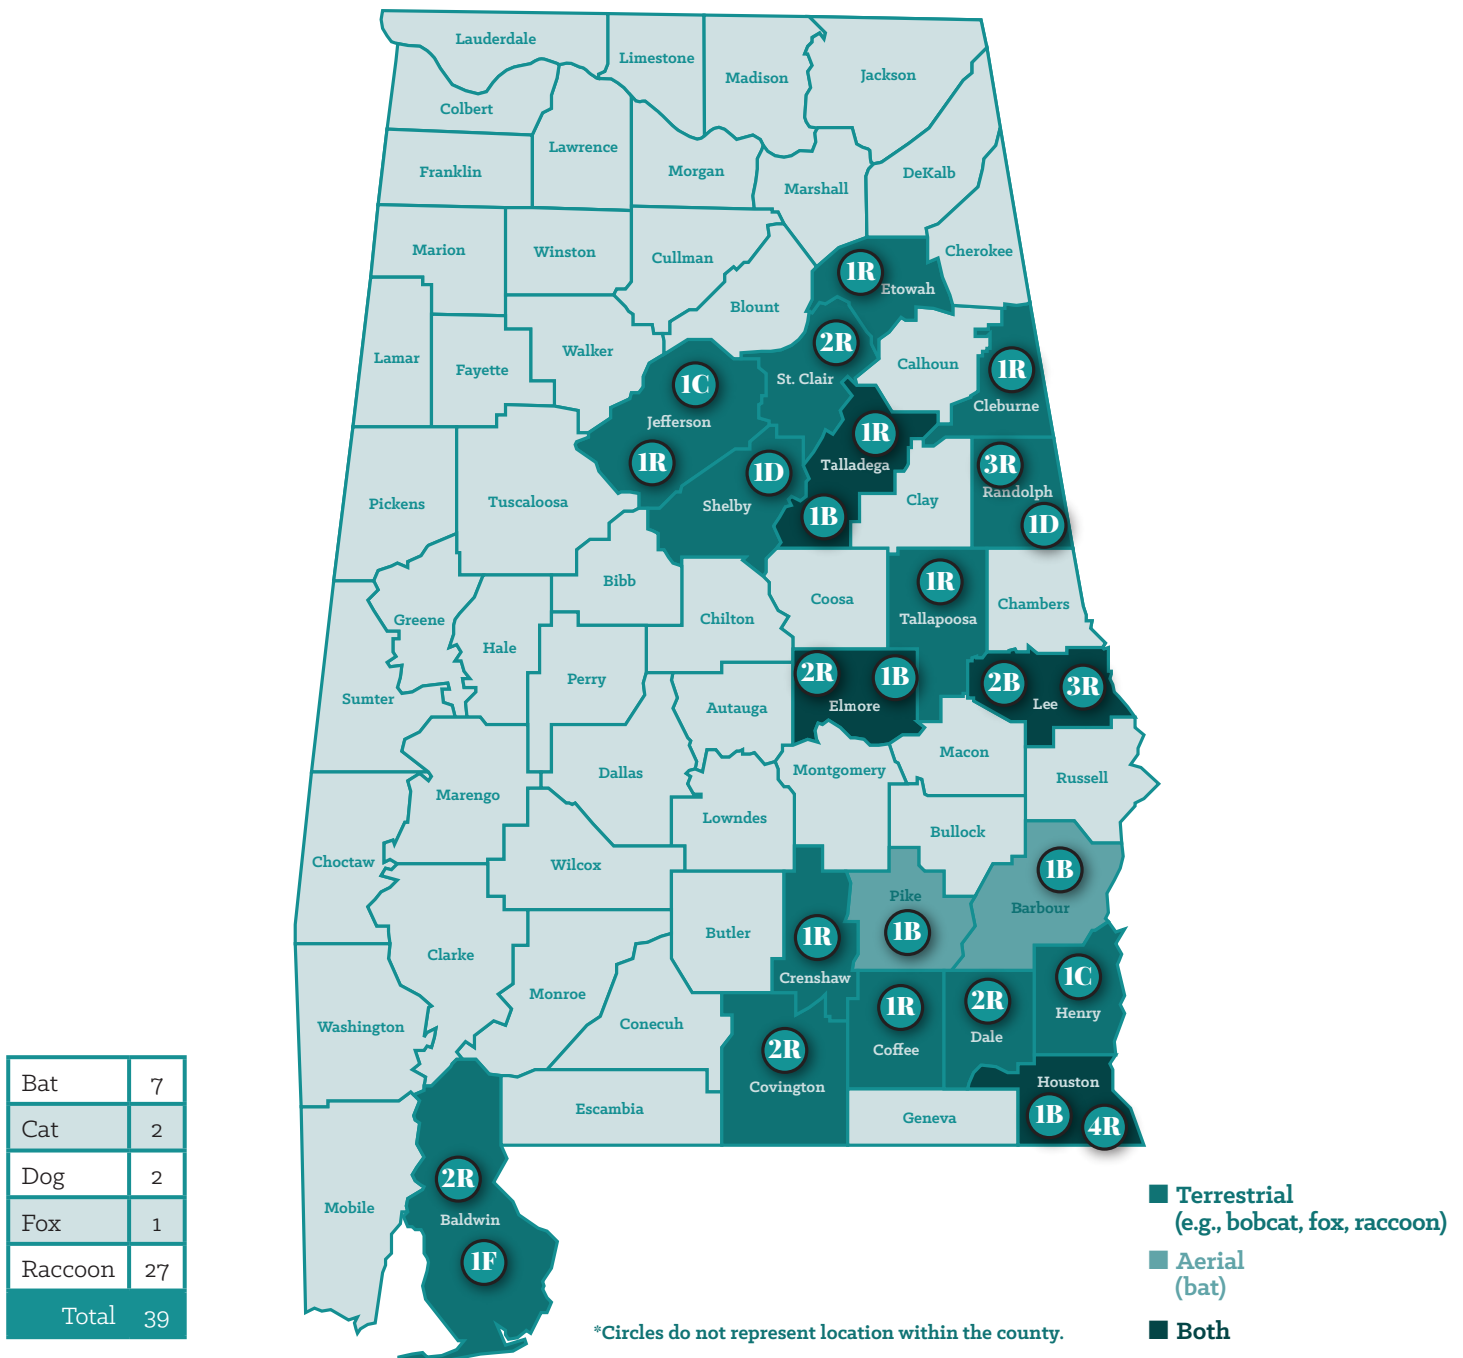 Lauderdale
Limestone
Madison
Jackson
Colbert
Lawrence
Franklin
Morgan
Marshall
DeKalb
Marion
Winston
Cullman
Cherokee
1R
Etowah
Blount
2R
Lamar
Fayette
Walker
St. Clair
Calhoun
1R
Cleburne
1C
Jefferson
1R
1R
Talladega
1D
Shelby
1B
3R
Randolph
1D
Pickens
Tuscaloosa
Clay
Bibb
Coosa
1R
Tallapoosa
Chambers
Greene
Hale
Chilton
Perry
Sumter
Autauga
2R
1B
Elmore
2B
3R
Lee
Macon
Montgomery
Russell
Dallas
Marengo
Lowndes
Bullock
Choctaw
Wilcox
1B
Barbour
Pike
1B
Butler
1R
Crenshaw
Clarke
Monroe
Conecuh
1C
Henry
2R
Dale
1R
Coffee
Washington
2R
Covington
Houston
1B
4R
Escambia
Geneva
Mobile
2R
Baldwin
1F
Bat 7
Cat 2
Dog 2
Fox 1
Raccoon 27
Total 39
Terrestrial
(e.g., bobcat, fox, raccoon)
Aerial
(bat)
Both
*Circles do not represent location within the county.